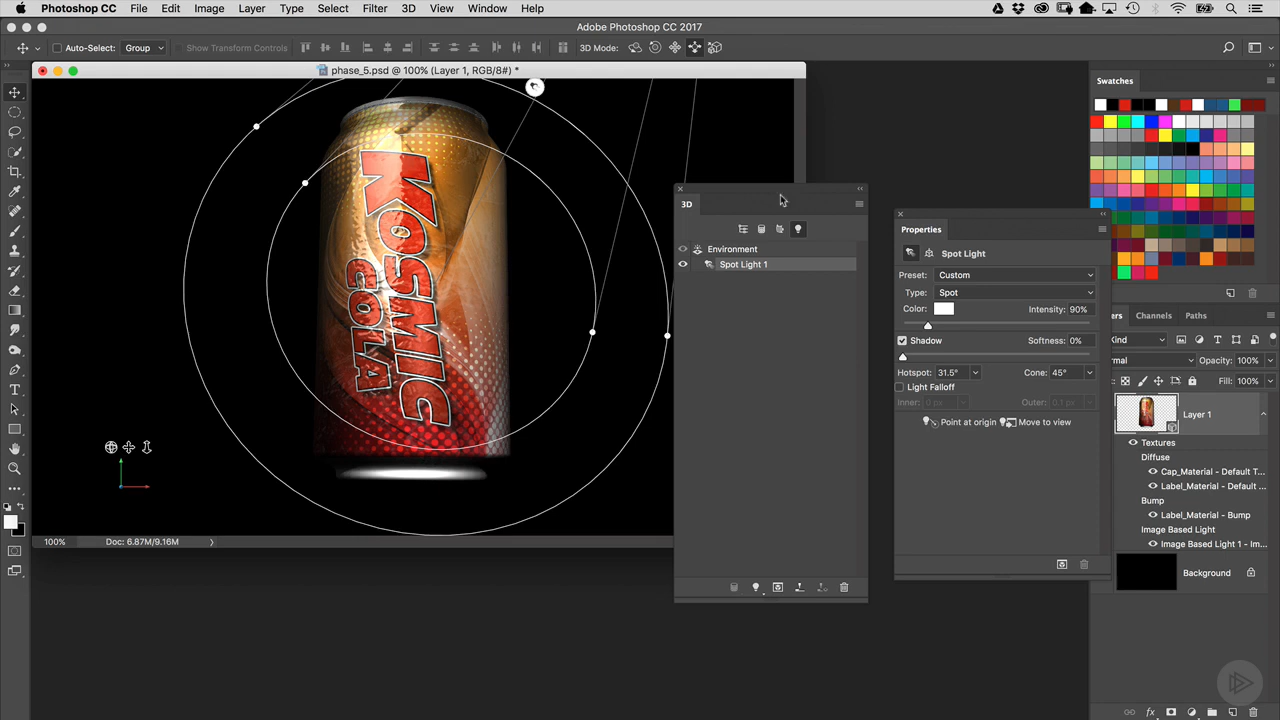 Photoshop CC File Edit Image Layer Type Select Filter 3D View Window Help
Adobe Photoshop CC 2017
Auto-Select: Group Show Transform Controls 3D Mode:
phase_5.psd @ 100% (Layer 1, RGB/8#) *
Swatches
KOSMIC
COLA
3D
Environment
Spot Light 1
Properties
Spot Light
Preset: Custom
Type: Spot
Color: Intensity: 90%
Shadow Softness: 0%
Hotspot: 31.5° Cone: 45°
Light Falloff
Inner: 0 px Outer: 0.1 px
Point at origin Move to view
ers Channels Paths
Kind
mal Opacity: 100%
Fill: 100%
Layer 1
Textures
Diffuse
Cap_Material - Default T...
Label_Material - Default ...
Bump
Label_Material - Bump
Image Based Light
Image Based Light 1 - Im...
Background
100% Doc: 6.87M/9.16M